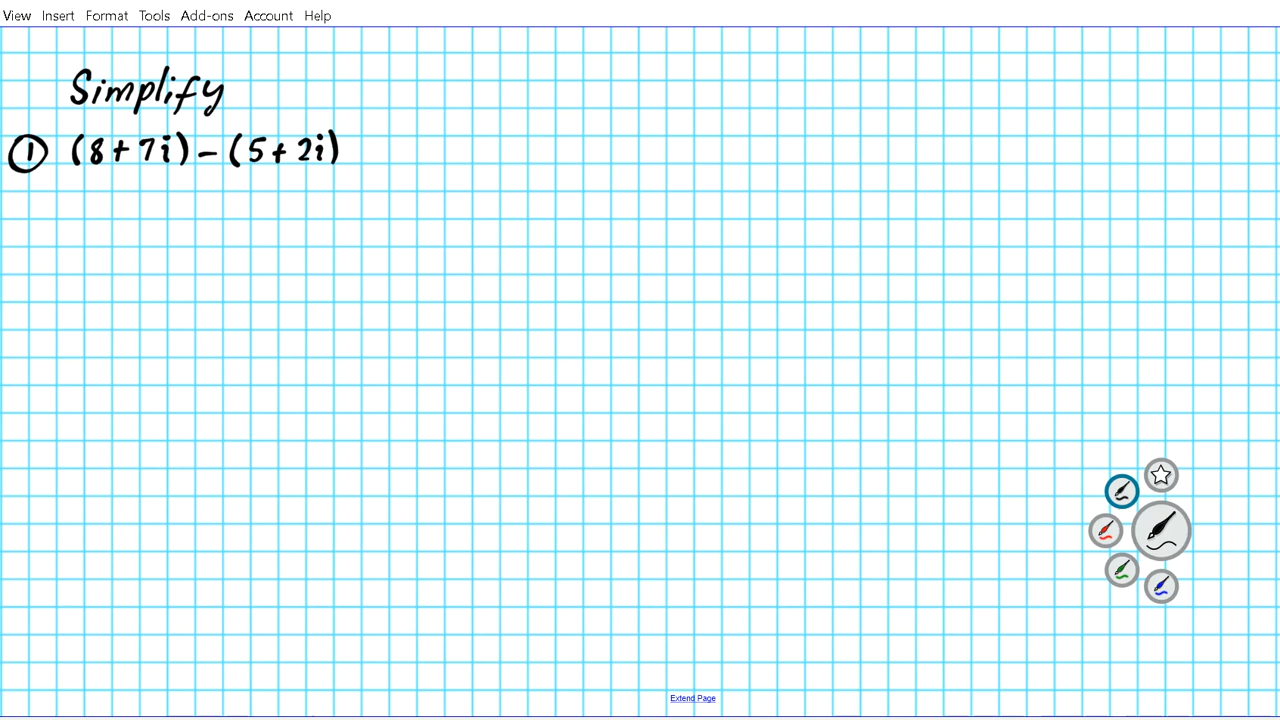 View Insert Format Tools Add-ons Account Help
Simplify
① (8 + 7i) - (5 + 2i)
Extend Page